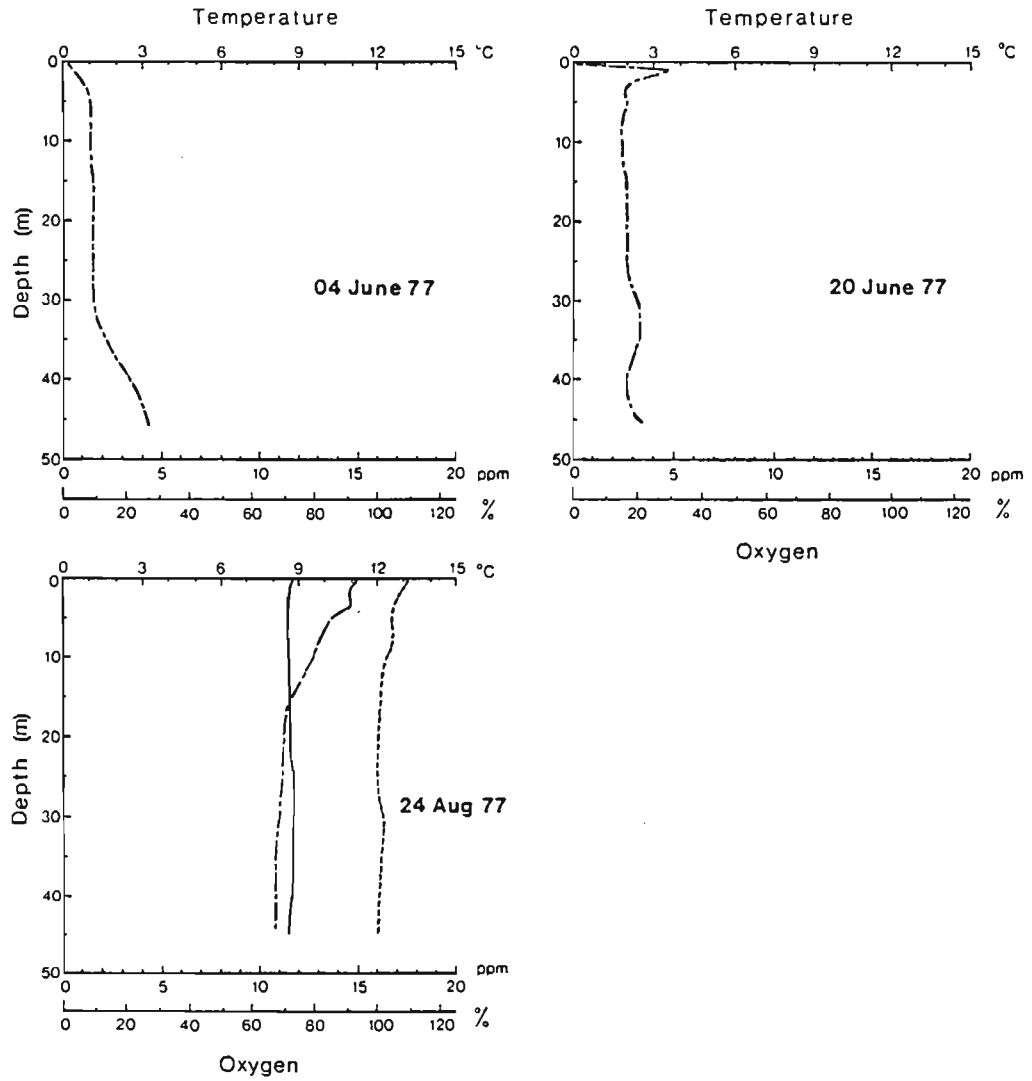 Temperature
0 3 6 9 12 15 °C
0
10
20
30
40
50
Depth (m)
04 June 77
0 5 10 15 20 ppm
0 20 40 60 80 100 120 %
Temperature
0 3 6 9 12 15 °C
0
10
20
30
40
50
20 June 77
0 5 10 15 20 ppm
0 20 40 60 80 100 120 %
Oxygen
0 3 6 9 12 15 °C
0
10
20
30
40
50
Depth (m)
24 Aug 77
0 5 10 15 20 ppm
0 20 40 60 80 100 120 %
Oxygen